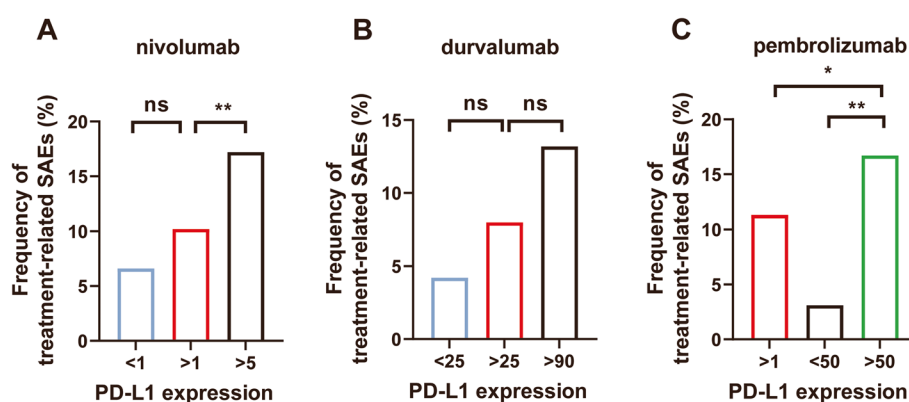 A
nivolumab
ns
**
Frequency of
treatment-related SAEs (%)
20
15
10
5
0
<1
>1
>5
PD-L1 expression
B
durvalumab
ns
ns
Frequency of
treatment-related SAEs (%)
15
10
5
0
<25
>25
>90
PD-L1 expression
C
pembrolizumab
*
**
Frequency of
treatment-related SAEs (%)
20
15
10
5
0
>1
<50
>50
PD-L1 expression